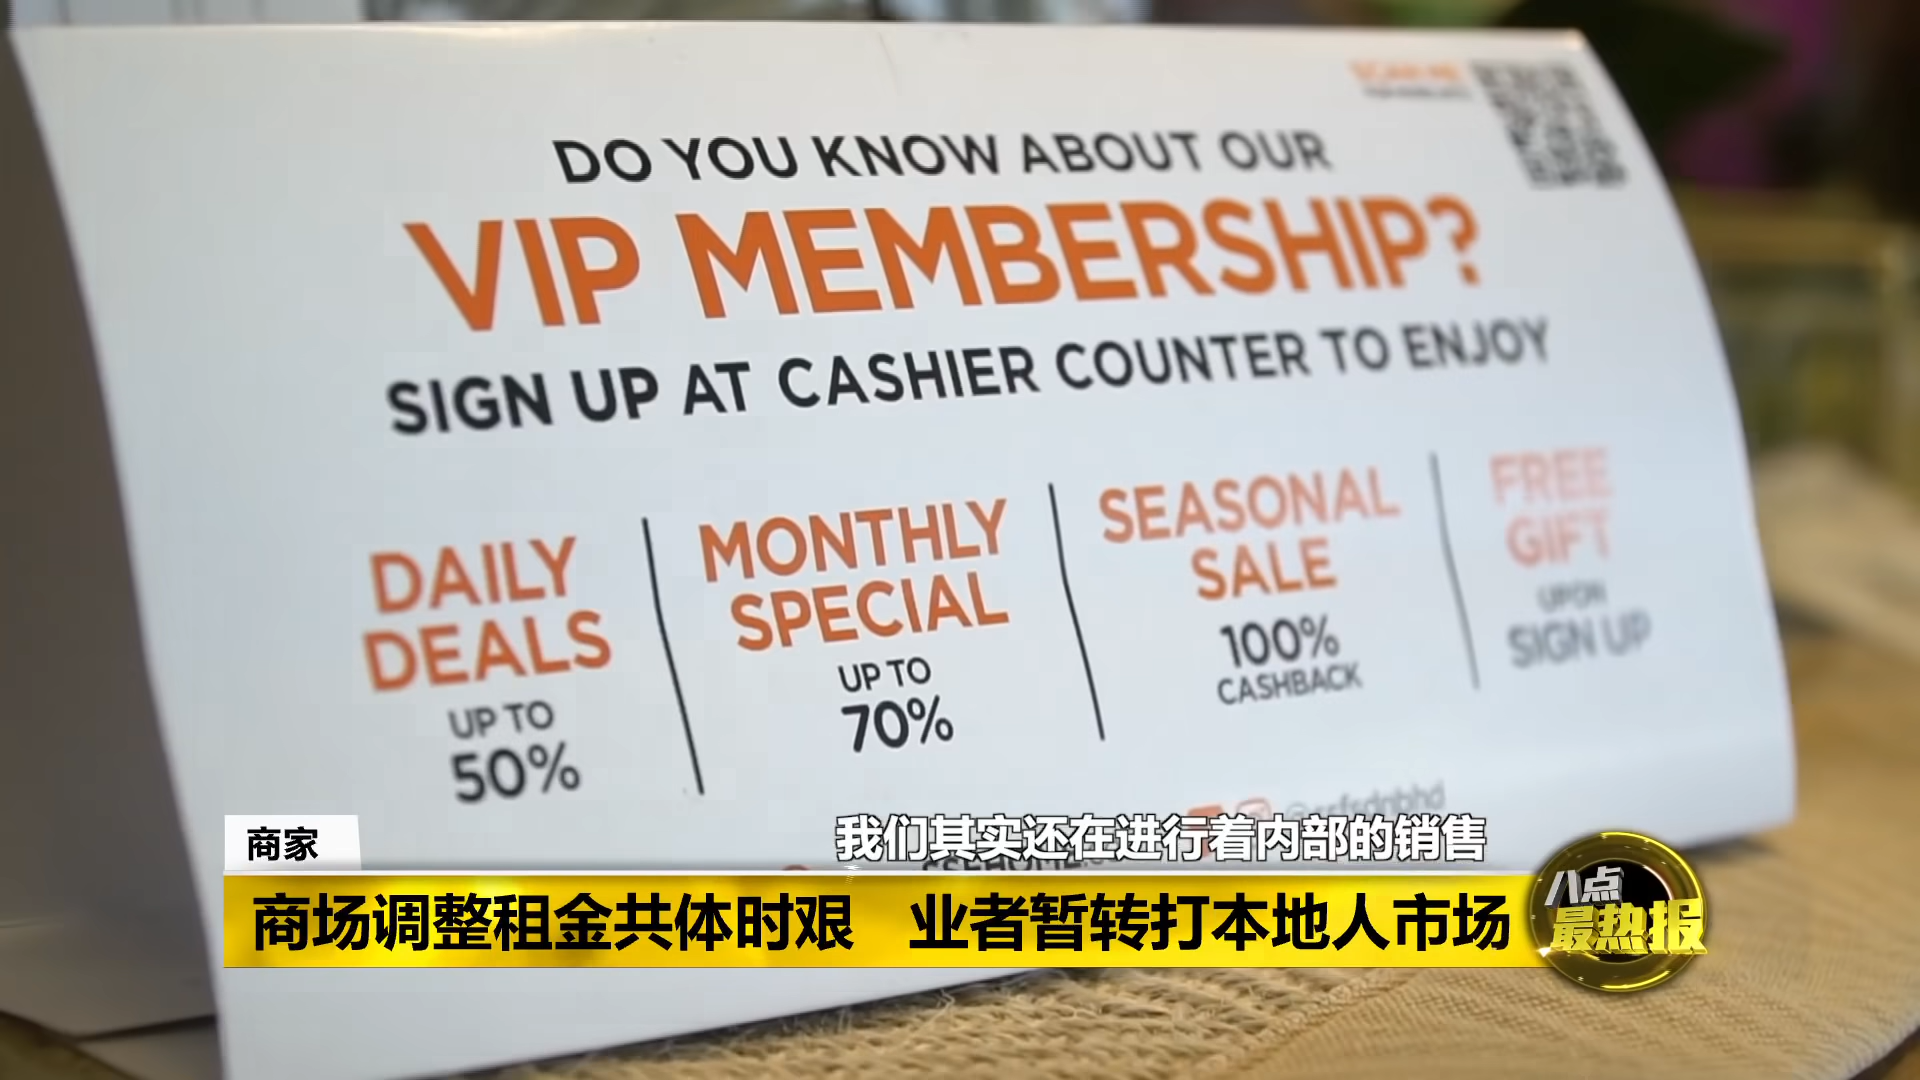 SCAN ME
DO YOU KNOW ABOUT OUR
VIP MEMBERSHIP?
SIGN UP AT CASHIER COUNTER TO ENJOY
DAILY
DEALS
UP TO
50%
MONTHLY
SPECIAL
UP TO
70%
SEASONAL
SALE
100%
CASHBACK
FREE
GIFT
UPON
SIGN UP
商家
我们其实还在进行着内部的销售
商场调整租金共体时艰 业者暂转打本地人市场
八点
最热报